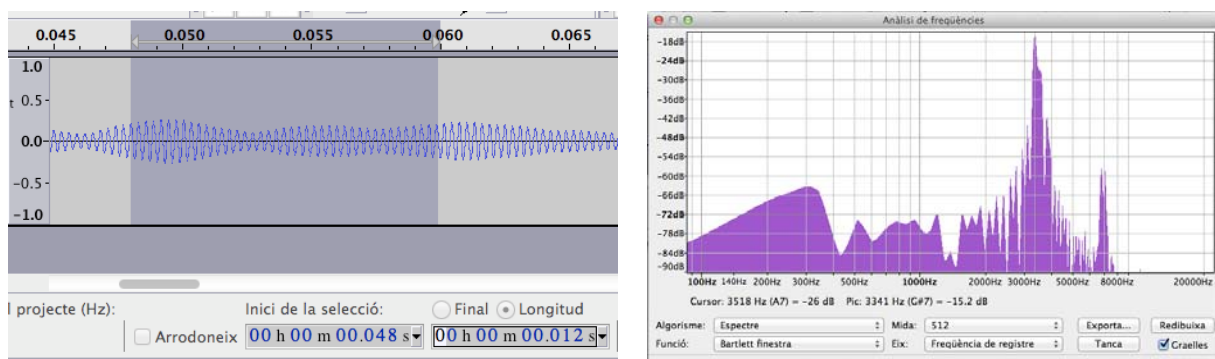 0.045 0.050 0.055 0.060 0.065
1.0
0.5
0.0
-0.5
-1.0
l projecte (Hz):
Inici de la selecció:
Final
Longitud
Arrodoneix
00 h 00 m 00.048 s
00 h 00 m 00.012 s
Anàlisi de freqüències
-18dB
-24dB
-30dB
-36dB
-42dB
-48dB
-54dB
-60dB
-66dB
-72dB
-78dB
-84dB
-90dB
100Hz 140Hz 200Hz 300Hz 500Hz 1000Hz 2000Hz 3000Hz 5000Hz 8000Hz 20000Hz
Cursor: 3518 Hz (A7) = -26 dB Pic: 3341 Hz (G#7) = -15.2 dB
Algorisme: Espectre Mida: 512 Exporta... Redibuixa
Funció: Bartlett finestra Eix: Freqüència de registre Tanca Graelles